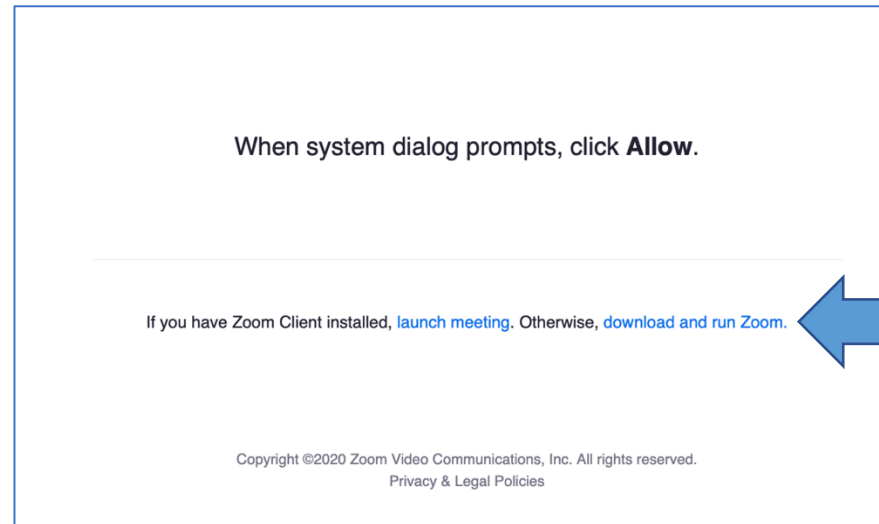 When system dialog prompts, click Allow.
If you have Zoom Client installed, launch meeting. Otherwise, download and run Zoom.
Copyright ©2020 Zoom Video Communications, Inc. All rights reserved.
Privacy & Legal Policies